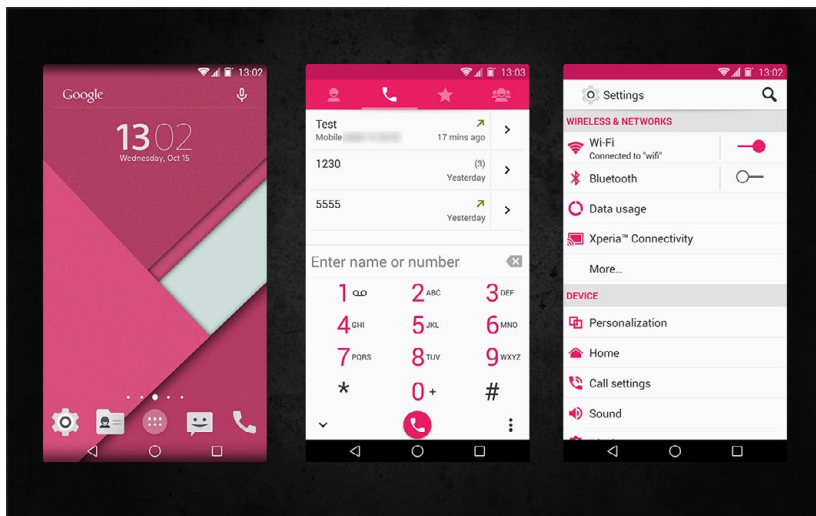 13:02
Google
13 02
Wednesday, Oct 15
13:03
Test
Mobile
17 mins ago
1230
(3)
Yesterday
5555
Yesterday
Enter name or number
1
2 ABC
3 DEF
4 GHI
5 JKL
6 MNO
7 PQRS
8 TUV
9 WXYZ
*
0 +
#
13:02
Settings
WIRELESS & NETWORKS
Wi-Fi
Connected to "wifi"
Bluetooth
Data usage
Xperia™ Connectivity
More...
DEVICE
Personalization
Home
Call settings
Sound